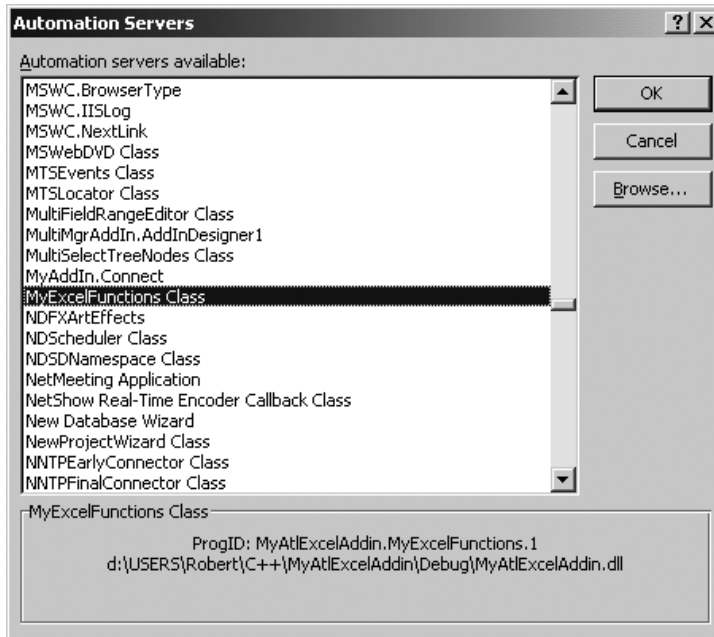 Automation Servers
Automation servers available:
MSWC.BrowserType
MSWC.IISLog
MSWC.NextLink
MSWebDVD Class
MTSEvents Class
MTSLocator Class
MultiFieldRangeEditor Class
MultiMgrAddIn.AddInDesigner1
MultiSelectTreeNodes Class
MyAddIn.Connect
MyExcelFunctions Class
NDFXArtEffects
NDScheduler Class
NDSDNamespace Class
NetMeeting Application
NetShow Real-Time Encoder Callback Class
New Database Wizard
NewProjectWizard Class
NNTPEarlyConnector Class
NNTPFinalConnector Class
OK
Cancel
Browse...
MyExcelFunctions Class
ProgID: MyAtlExcelAddin.MyExcelFunctions.1
d:\USERS\Robert\C++\MyAtlExcelAddin\Debug\MyAtlExcelAddin.dll